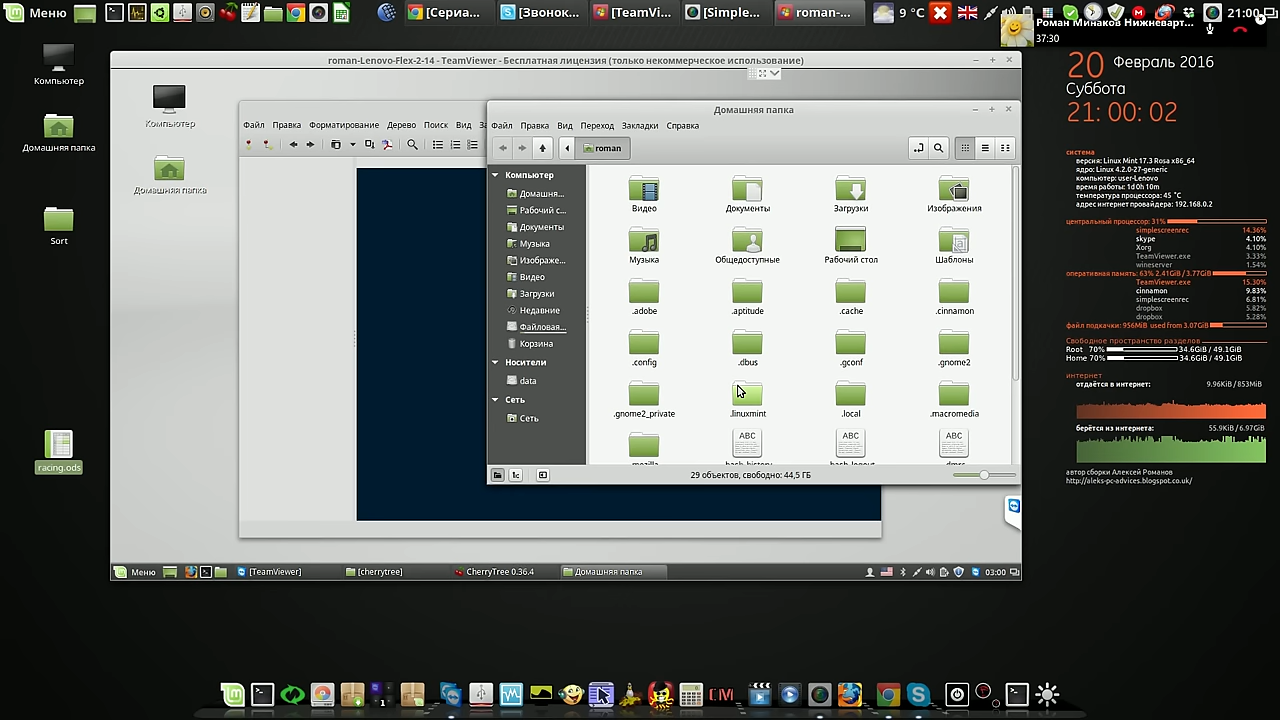 Меню
[Сериа...
[Звонок...
[TeamVi...
[Simple...
roman-...
9 °C
21:00
Роман Минаков Нижневарт...
37:30
Компьютер
Домашняя папка
Sort
racing.ods
roman-Lenovo-Flex-2-14 - TeamViewer - Бесплатная лицензия (только некоммерческое использование)
Компьютер
Домашняя папка
Файл Правка Форматирование Дерево Поиск Вид За
Домашняя папка
Файл Правка Вид Переход Закладки Справка
roman
Компьютер
Домашня...
Рабочий с...
Документы
Музыка
Изображе...
Видео
Загрузки
Недавние
Файловая...
Корзина
Носители
data
Сеть
Сеть
Видео Документы Загрузки Изображения
Музыка Общедоступные Рабочий стол Шаблоны
.adobe .aptitude .cache .cinnamon
.config .dbus .gconf .gnome2
.gnome2_private .linuxmint .local .macromedia
ABC ABC ABC
.mozilla .bash_history .bash_logout .dmrc
29 объектов, свободно: 44,5 ГБ
Меню [TeamViewer] [cherrytree] CherryTree 0.36.4 Домашняя папка 03:00
20 Февраль 2016
Суббота
21: 00: 02
система
версия: Linux Mint 17.3 Rosa x86_64
ядро: Linux 4.2.0-27-generic
компьютер: user-Lenovo
время работы: 1d 0h 10m
температура процессора: 45 °C
адрес интернет провайдера: 192.168.0.2
центральный процессор: 31%
simplescreenrec 14.36%
skype 4.10%
Xorg 4.10%
TeamViewer.exe 3.33%
wineserver 1.54%
оперативная память: 63% 2.41GiB / 3.77GiB
TeamViewer.exe 15.30%
cinnamon 9.83%
simplescreenrec 6.81%
dropbox 5.82%
dropbox 5.28%
файл подкачки: 956MiB used from 3.07GiB
Свободное пространство разделов
Root 70% 34.6GiB / 49.1GiB
Home 70% 34.6GiB / 49.1GiB
интернет
отдаётся в интернет: 9.96KiB / 853MiB
берётся из интернета: 55.9KiB / 6.97GiB
автор сборки Алексей Романов
http://aleks-pc-advices.blogspot.co.uk/